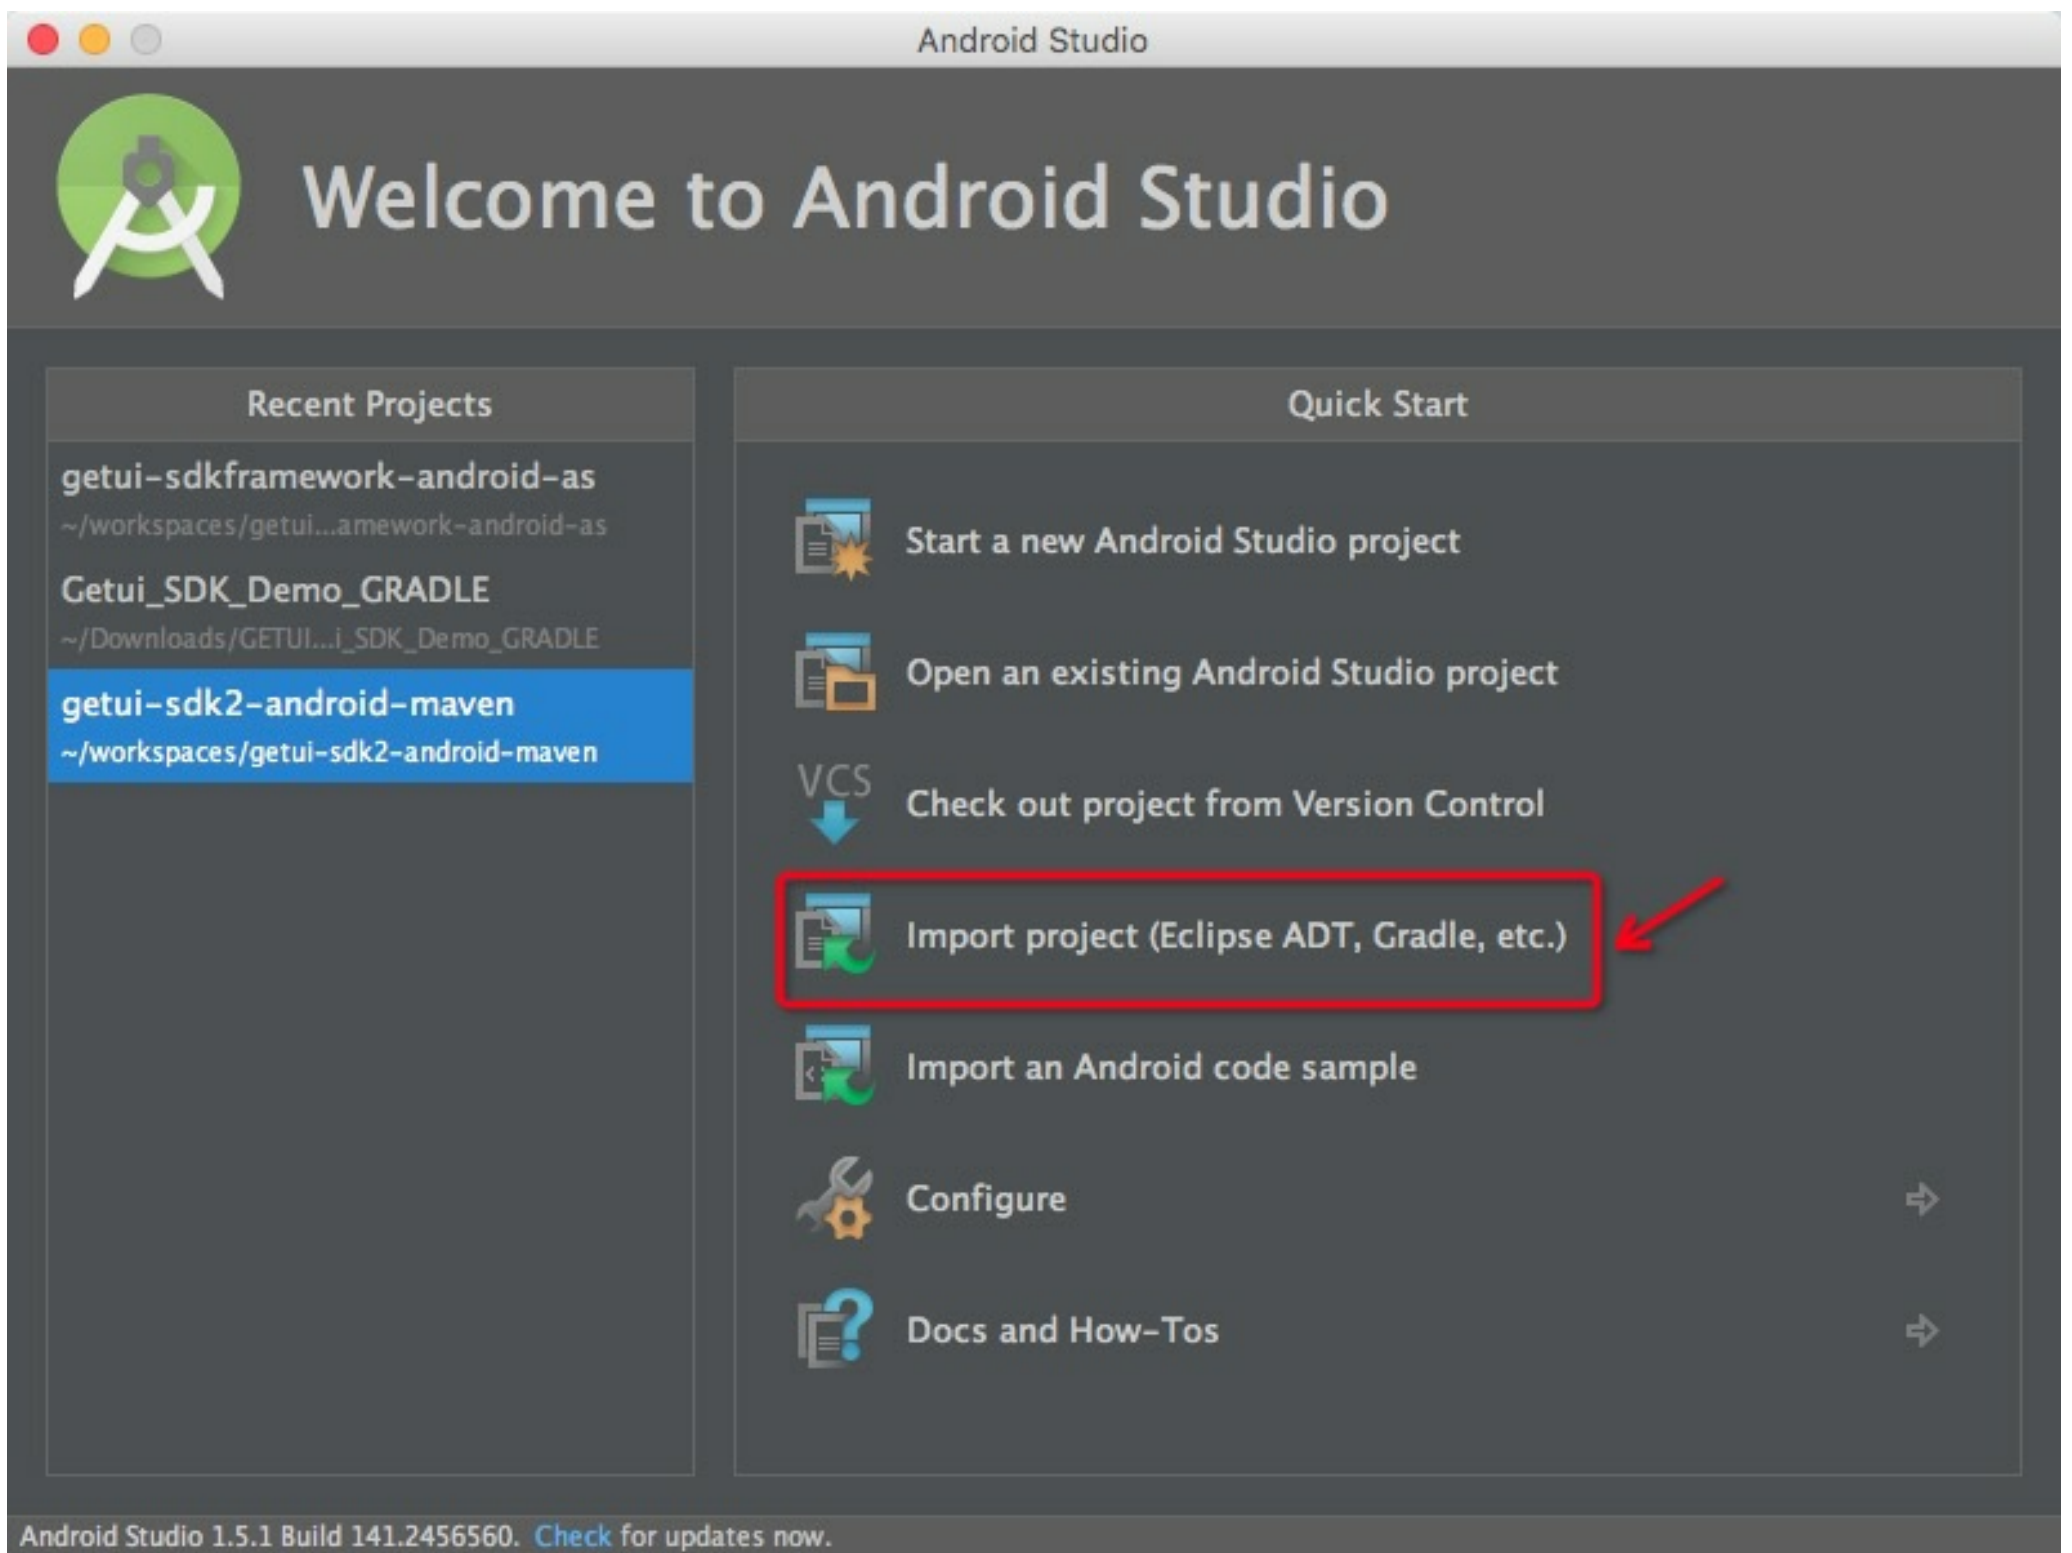 Android Studio
Welcome to Android Studio
Recent Projects
getui-sdkframework-android-as
~/workspaces/getui...amework-android-as
Getui_SDK_Demo_GRADLE
~/Downloads/GETUI...i_SDK_Demo_GRADLE
getui-sdk2-android-maven
~/workspaces/getui-sdk2-android-maven
Quick Start
Start a new Android Studio project
Open an existing Android Studio project
VCS
Check out project from Version Control
Import project (Eclipse ADT, Gradle, etc.)
Import an Android code sample
Configure
Docs and How-Tos
Android Studio 1.5.1 Build 141.2456560. Check for updates now.